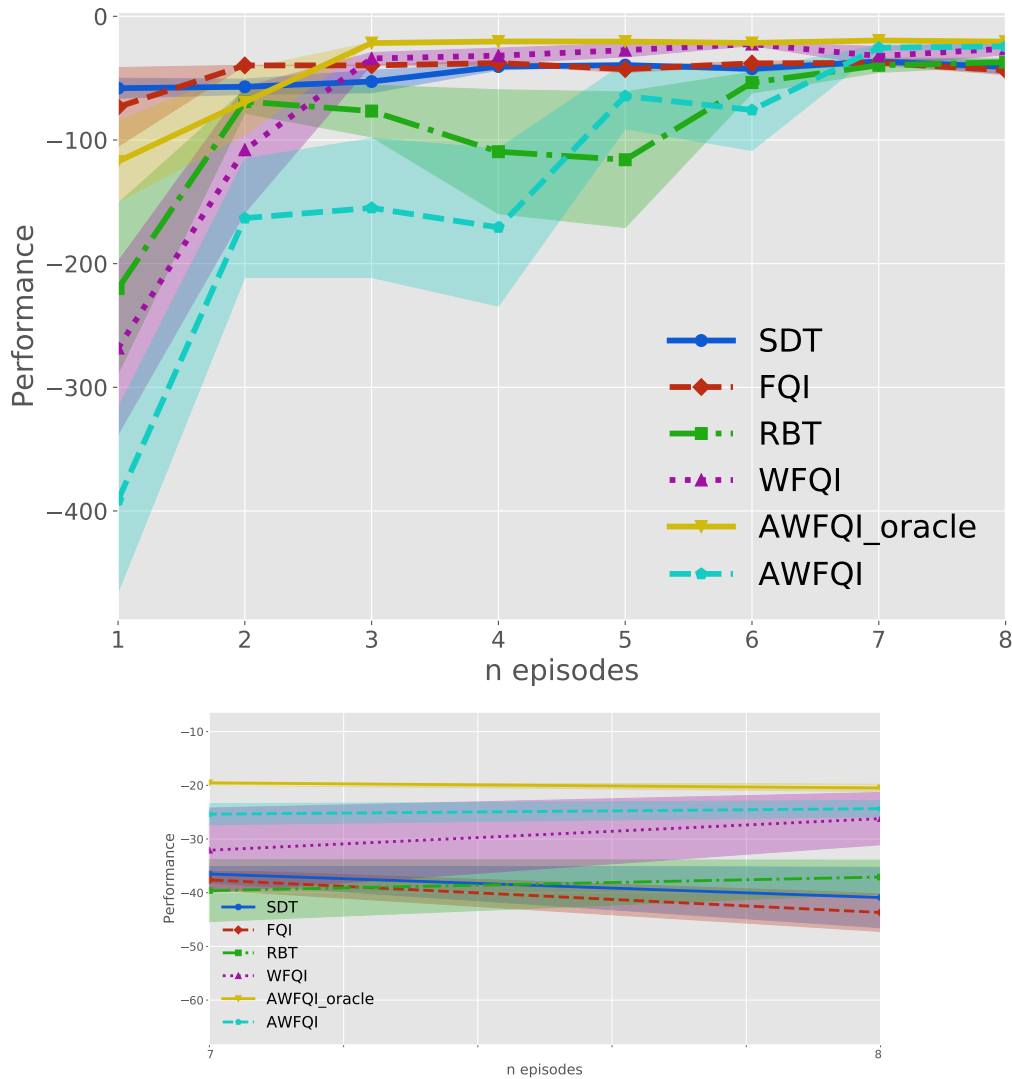 0
−100
−200
−300
−400
Performance
1 2 3 4 5 6 7 8
n episodes
SDT
FQI
RBT
WFQI
AWFQI_oracle
AWFQI
−10
−20
−30
−40
−50
−60
Performance
SDT
FQI
RBT
WFQI
AWFQI_oracle
AWFQI
7 8
n episodes